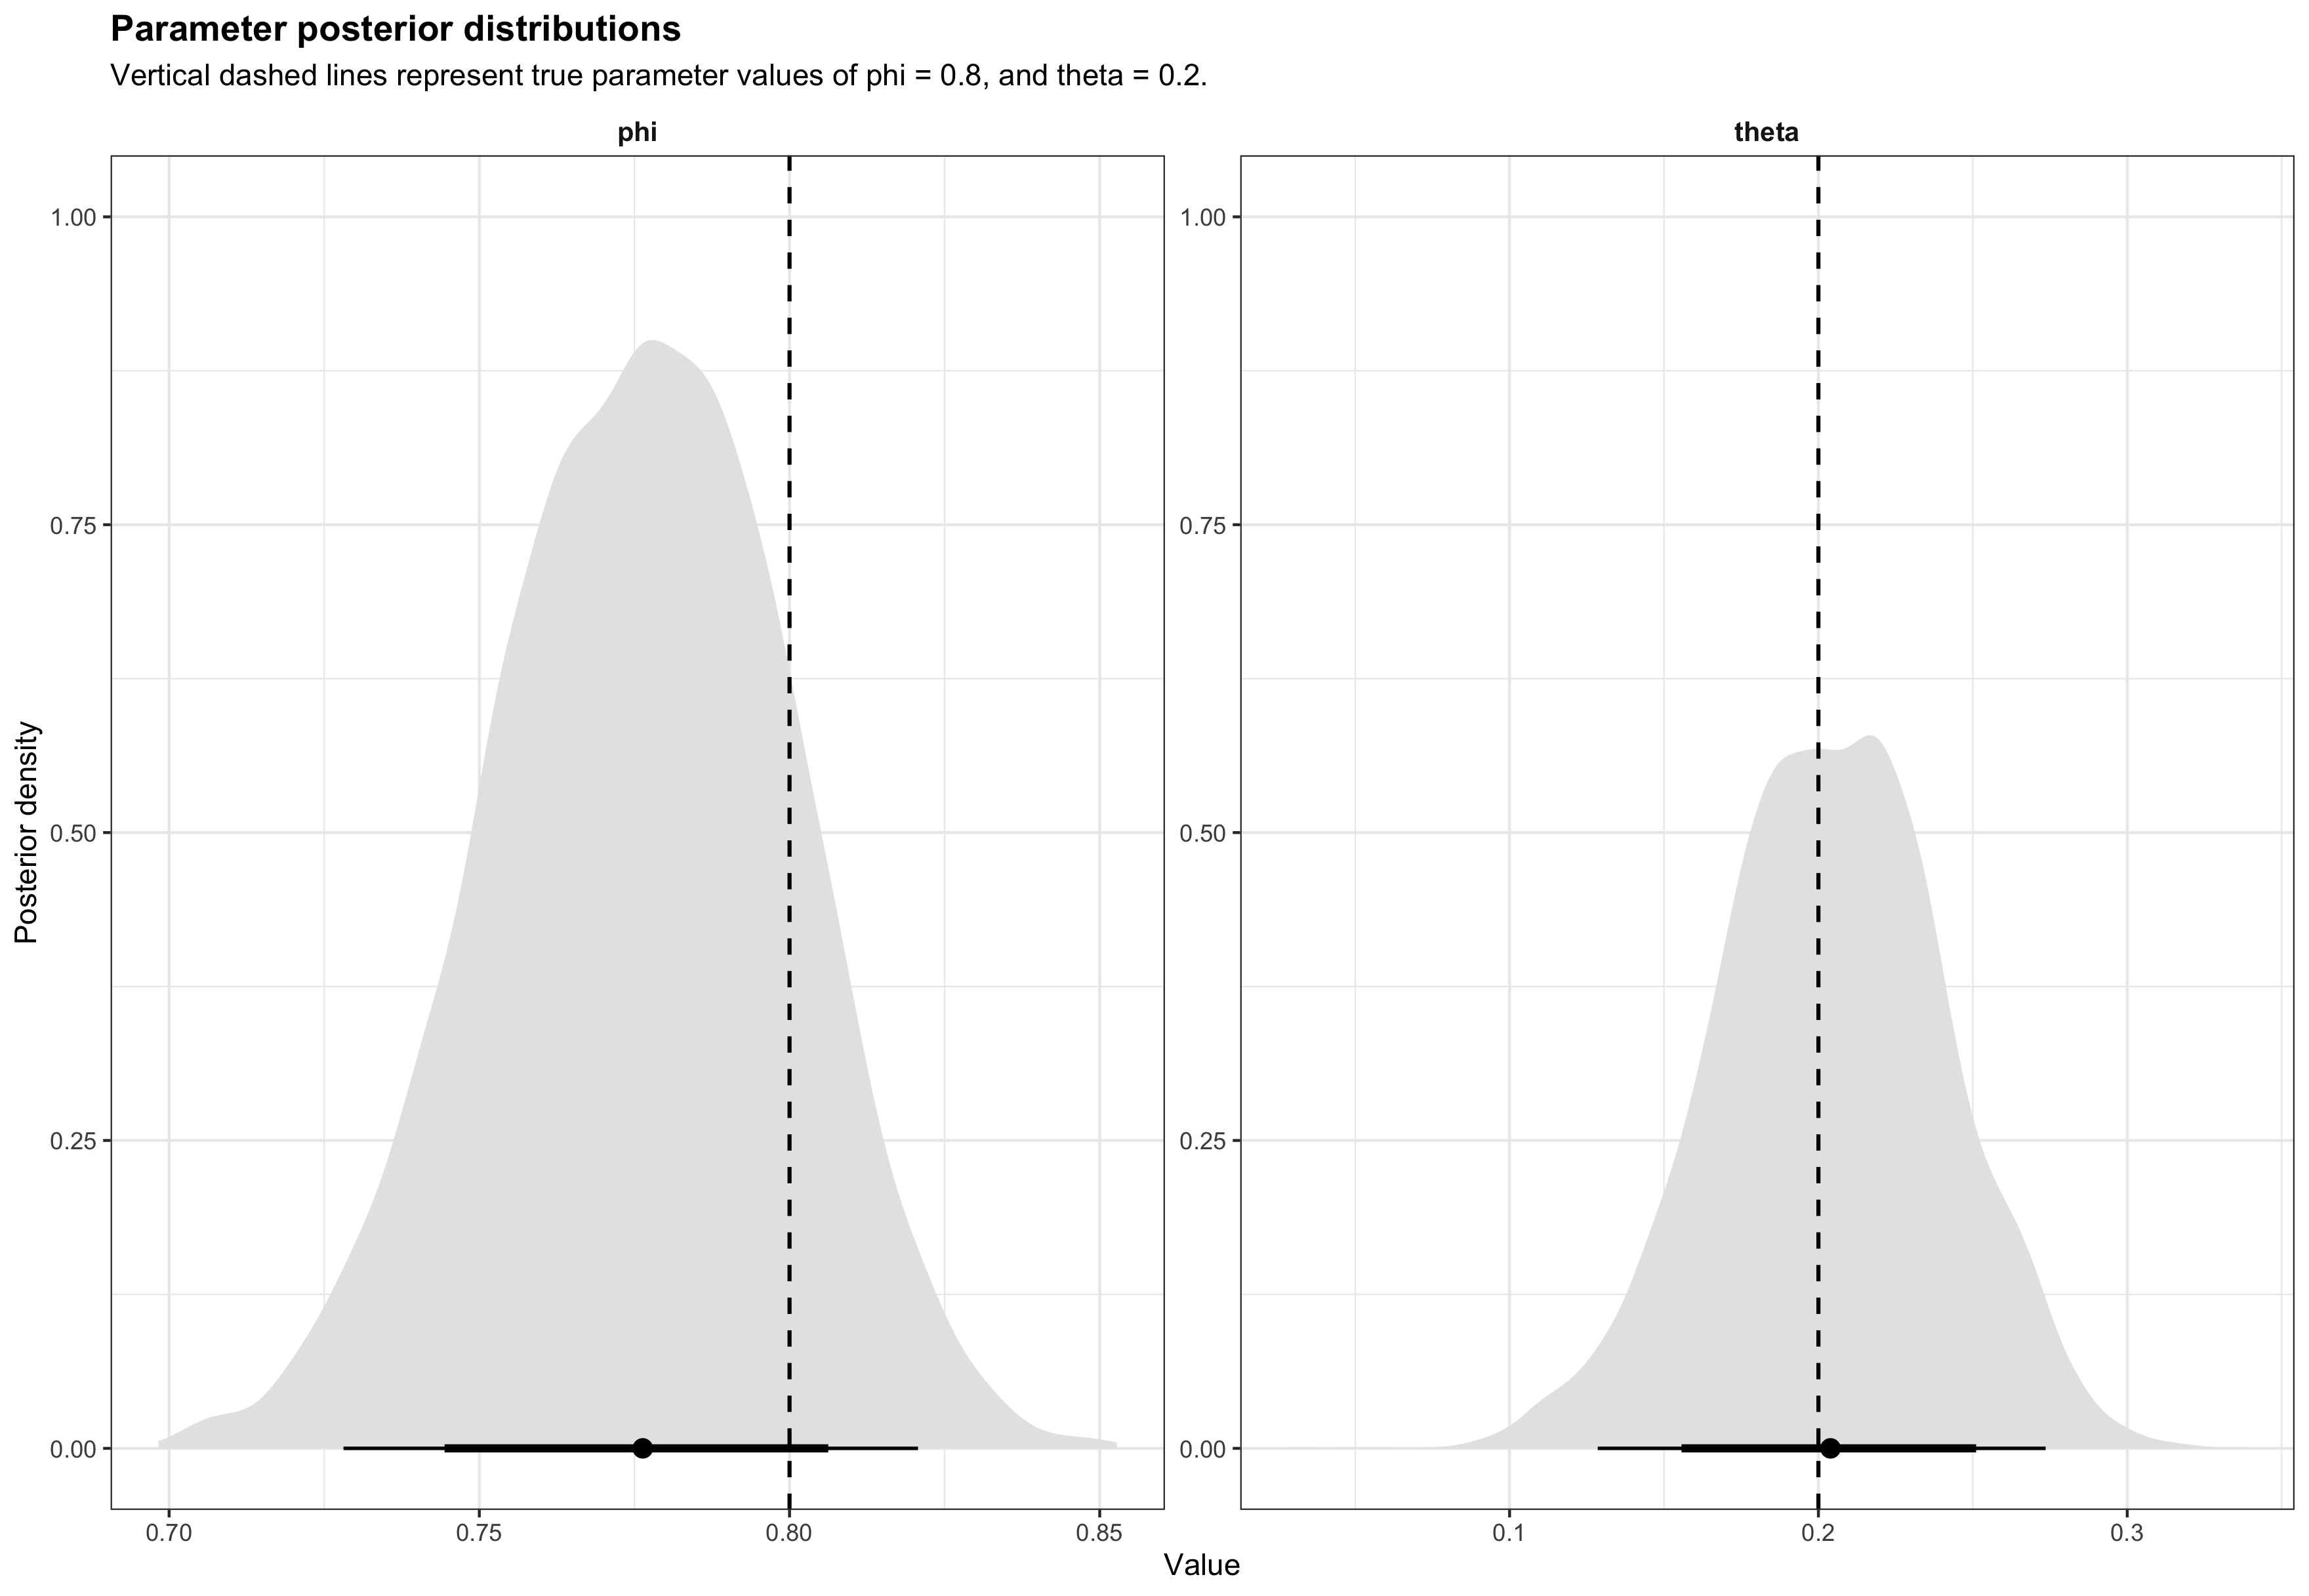 Parameter posterior distributions
Vertical dashed lines represent true parameter values of phi = 0.8, and theta = 0.2.
phi
theta
Posterior density
1.00
0.75
0.50
0.25
0.00
1.00
0.75
0.50
0.25
0.00
0.70 0.75 0.80 0.85
0.1 0.2 0.3
Value